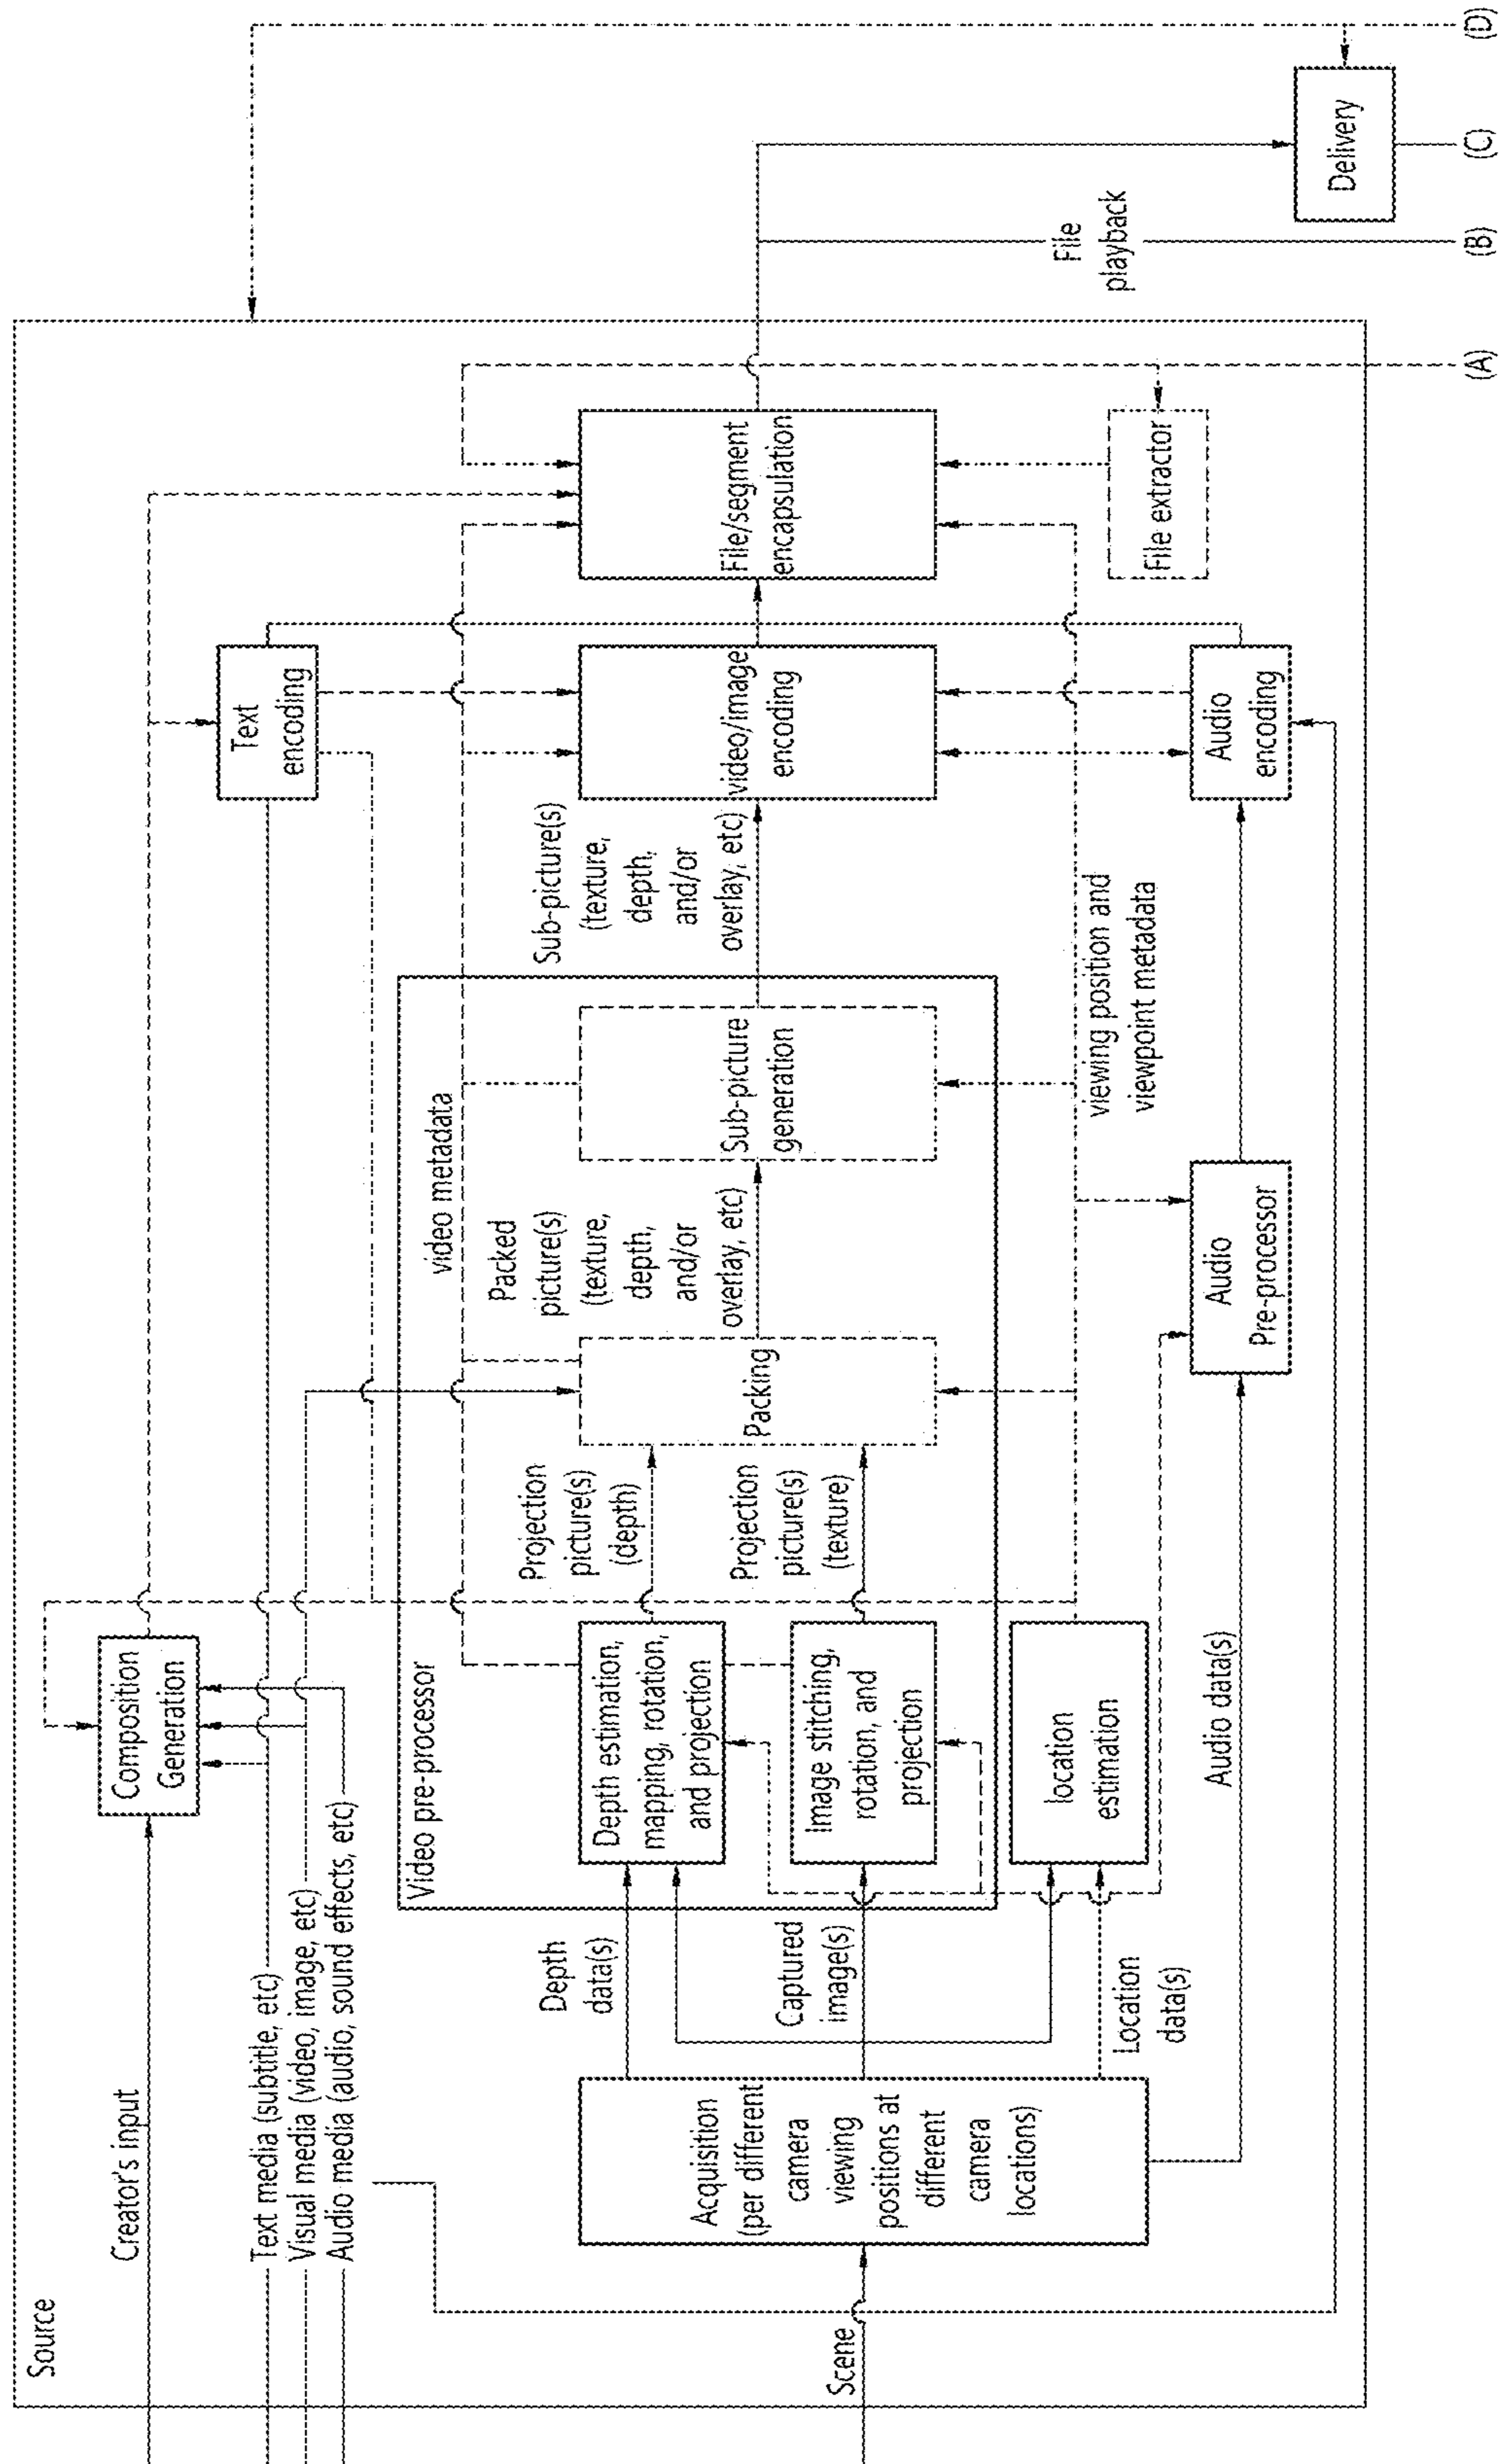 Source
Creator's input
Text media (subtitle, etc)
Visual media (video, image, etc)
Audio media (audio, sound effects, etc)
Composition
Generation
Text
encoding
Video pre-processor
video metadata
Scene
Acquisition
(per different
camera
viewing
positions at
different
camera
locations)
Depth
data(s)
Captured
image(s)
Location
data(s)
Depth estimation,
mapping, rotation,
and projection
Image stitching,
rotation, and
projection
location
estimation
Projection
picture(s)
(depth)
Projection
picture(s)
(texture)
Packing
Packed
picture(s)
(texture,
depth,
and/or
overlay, etc)
Sub-picture
generation
Sub-picture(s)
(texture,
depth,
and/or
overlay, etc)
video/image
encoding
File/segment
encapsulation
viewing position and
viewpoint metadata
File extractor
Audio data(s)
Audio
Pre-processor
Audio
encoding
File
playback
Delivery
(A)
(B)
(C)
(D)